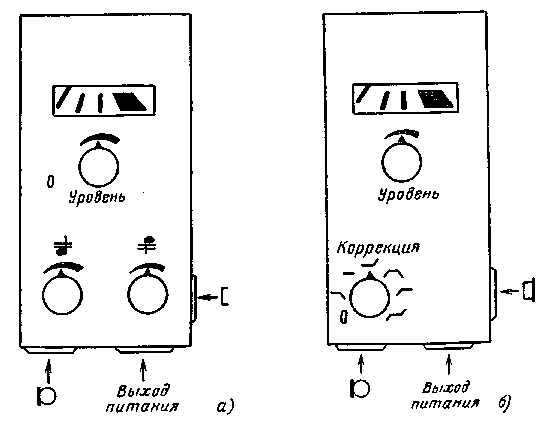 0
Уровень
Выход
питания
а)
Уровень
Коррекция
0
Выход
питания
б)